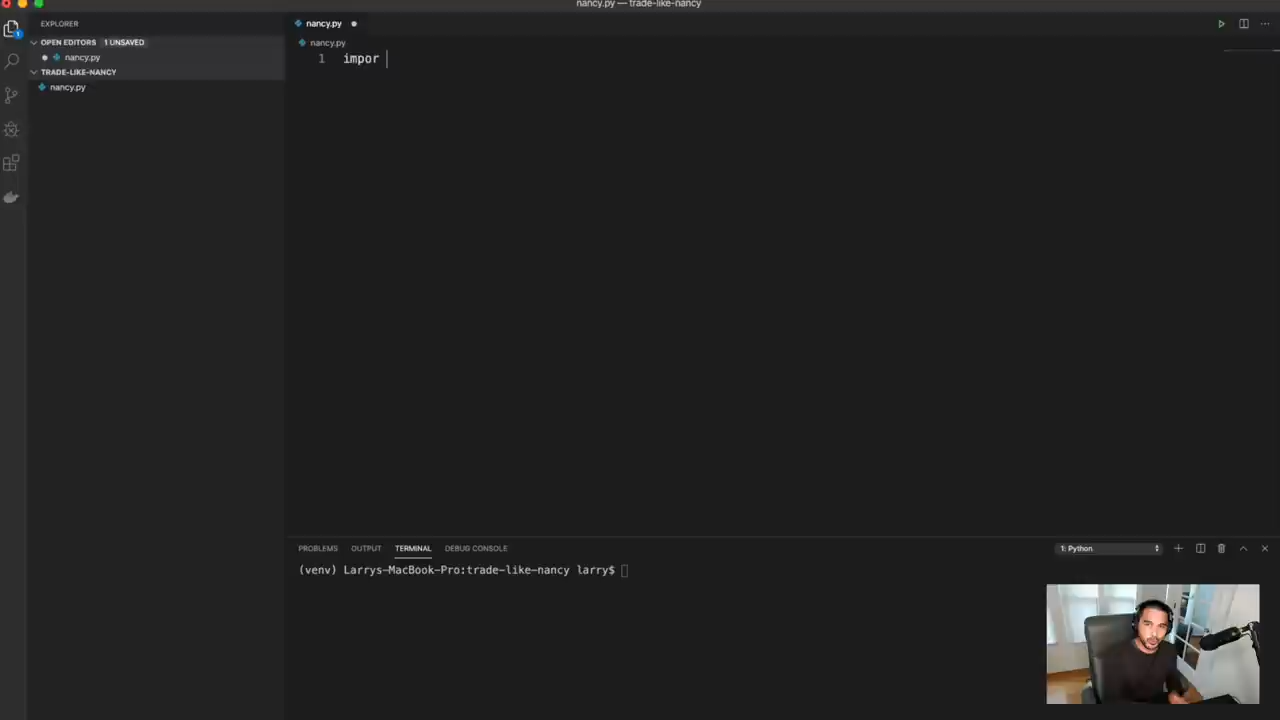 nancy.py — trade-like-nancy
EXPLORER
OPEN EDITORS 1 UNSAVED
nancy.py
TRADE-LIKE-NANCY
nancy.py
1
nancy.py
nancy.py
1 impor
PROBLEMS OUTPUT TERMINAL DEBUG CONSOLE
1: Python
(venv) Larrys-MacBook-Pro:trade-like-nancy larry$